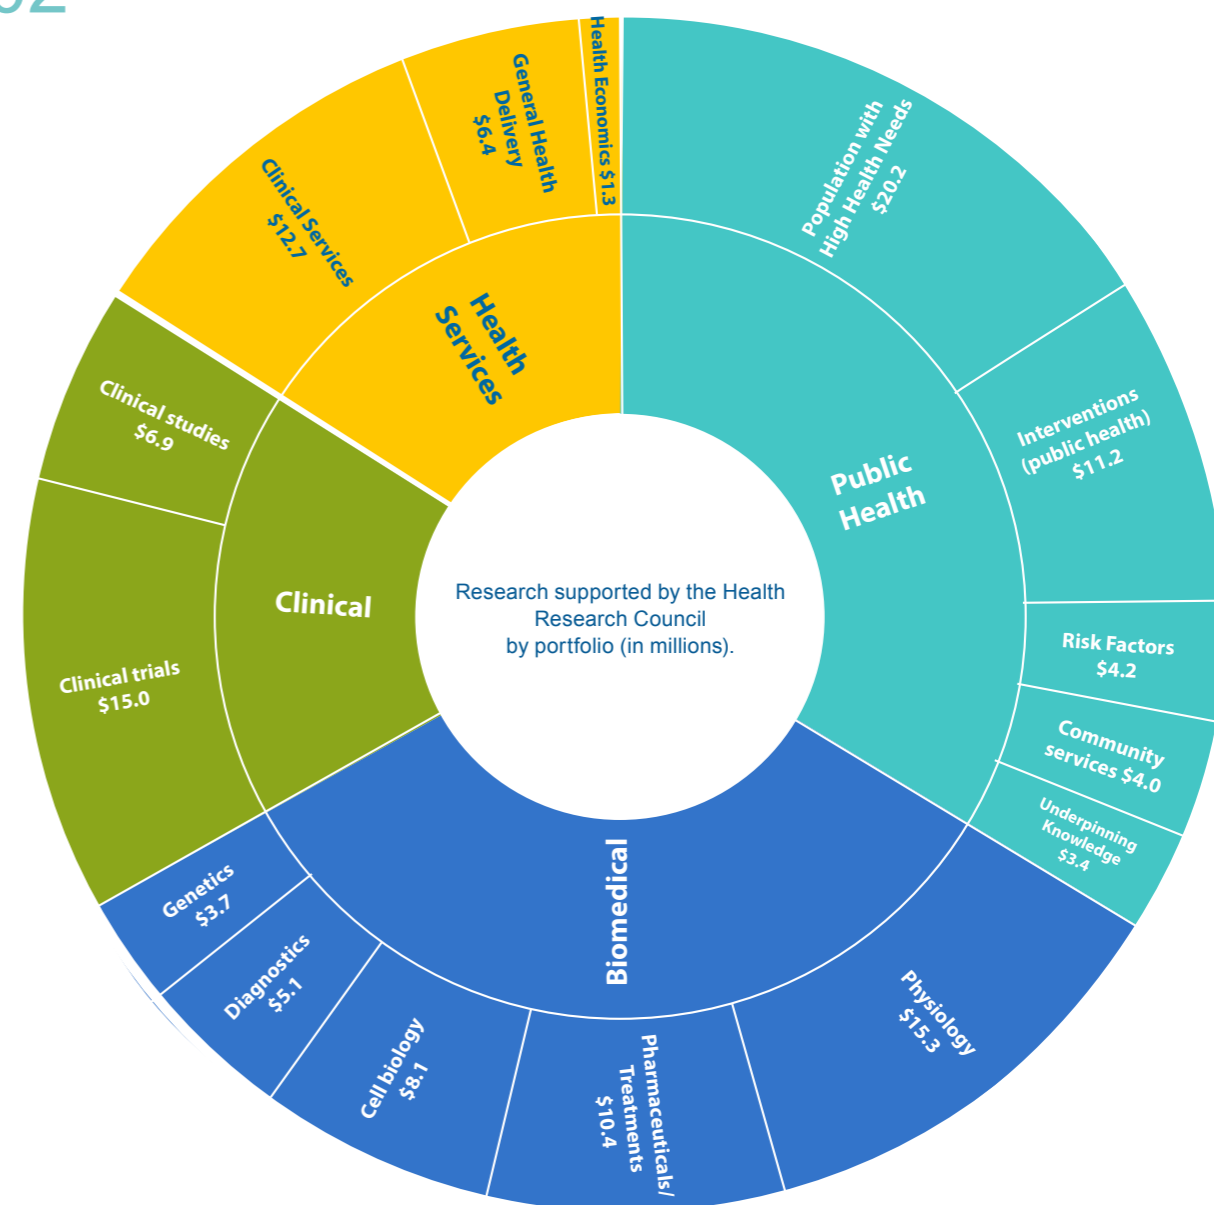 Health Economics $1.3
General Health
Delivery
$6.4
Clinical Services
$12.7
Health
Services
Population with
High Health Needs
$20.2
Interventions
(public health)
$11.2
Risk Factors
$4.2
Community
services $4.0
Underpinning
Knowledge
$3.4
Public
Health
Clinical studies
$6.9
Clinical trials
$15.0
Clinical
Research supported by the Health
Research Council
by portfolio (in millions).
Biomedical
Genetics
$3.7
Diagnostics
$5.1
Cell biology
$8.1
Pharmaceuticals/
Treatments
$10.4
Physiology
$15.3